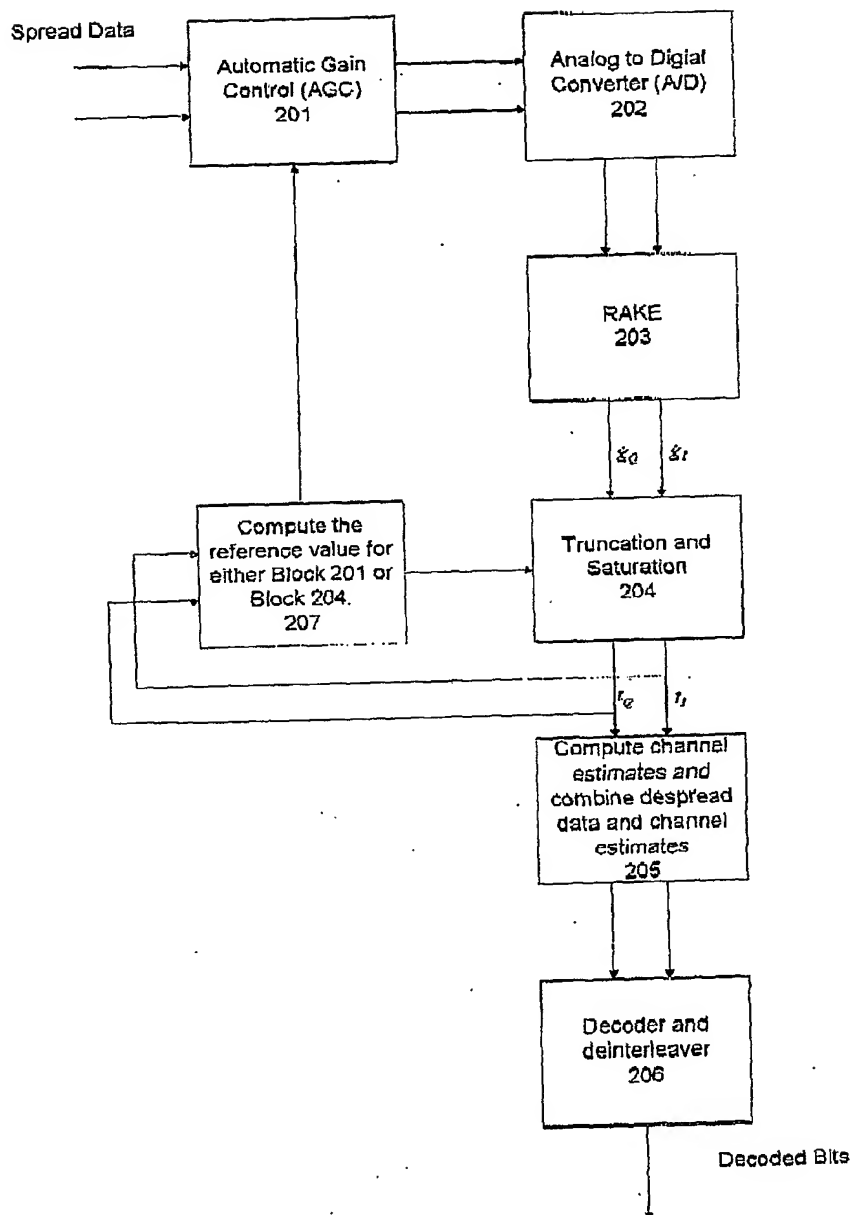 Spread Data
Automatic Gain
Control (AGC)
201
Analog to Digial
Converter (A/D)
202
RAKE
203
Compute the
reference value for
either Block 201 or
Block 204.
207
Truncation and
Saturation
204
Compute channel
estimates and
combine despread
data and channel
estimates
205
Decoder and
deinterleaver
206
Decoded Bits